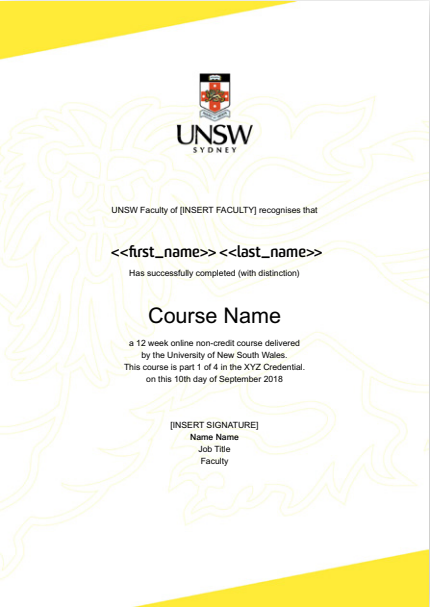 UNSW
SYDNEY
UNSW Faculty of [INSERT FACULTY] recognises that
<<first_name>> <<last_name>>
Has successfully completed (with distinction)
Course Name
a 12 week online non-credit course delivered
by the University of New South Wales.
This course is part 1 of 4 in the XYZ Credential.
on this 10th day of September 2018
[INSERT SIGNATURE]
Name Name
Job Title
Faculty